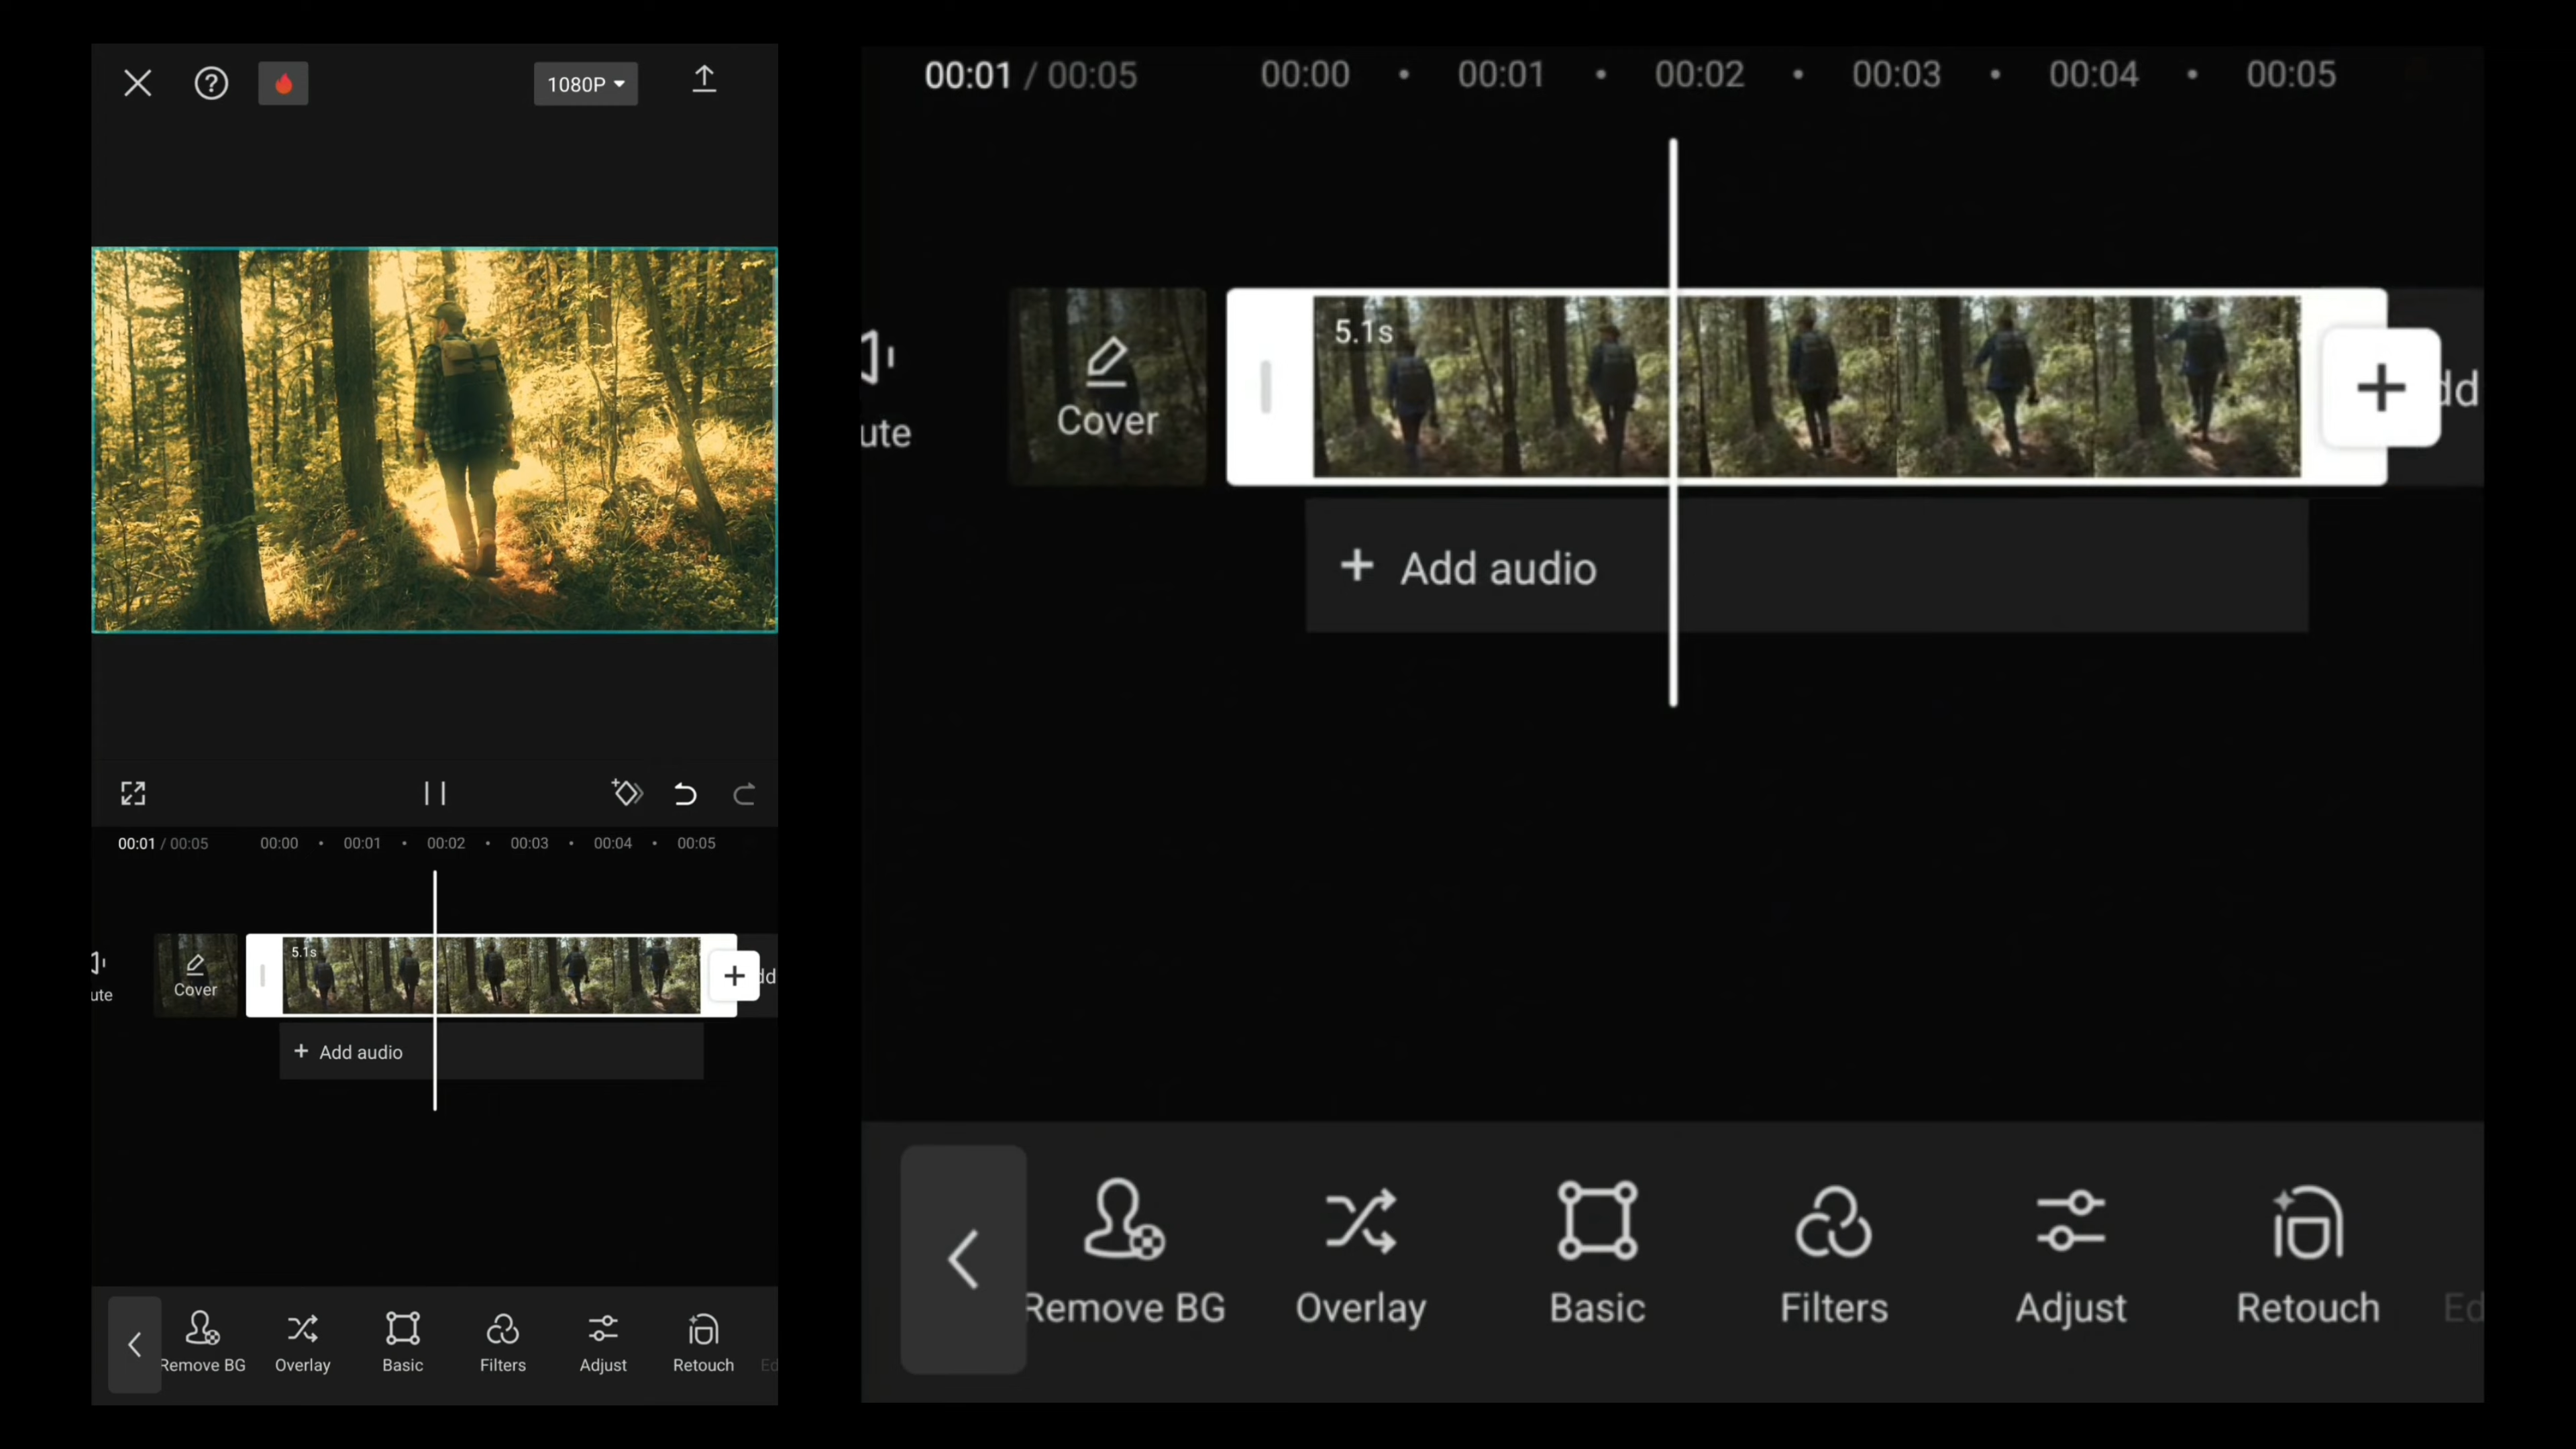 1080P
00:01 / 00:05 00:00 00:01 00:02 00:03 00:04 00:05
ute
Cover
5.1s
dd
Add audio
Remove BG
Overlay
Basic
Filters
Adjust
Retouch
Ed
00:01 / 00:05 00:00 00:01 00:02 00:03 00:04 00:05
ute
Cover
5.1s
dd
Add audio
Remove BG
Overlay
Basic
Filters
Adjust
Retouch
Ed